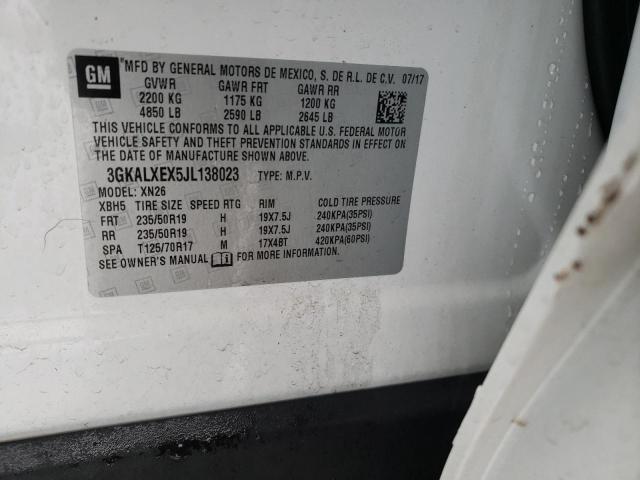 GM
*MFD BY GENERAL MOTORS DE MEXICO, S. DE R.L. DE C.V. 07/17
GVWR GAWR FRT GAWR RR
2200 KG 1175 KG 1200 KG
4850 LB 2590 LB 2645 LB
THIS VEHICLE CONFORMS TO ALL APPLICABLE U.S. FEDERAL MOTOR
VEHICLE SAFETY AND THEFT PREVENTION STANDARDS IN EFFECT ON
THE DATE OF MANUFACTURE SHOWN ABOVE.
3GKALXEX5JL138023 TYPE: M.P.V.
MODEL: XN26
XBH5 TIRE SIZE SPEED RTG RIM COLD TIRE PRESSURE
FRT 235/50R19 H 19X7.5J 240KPA(35PSI)
RR 235/50R19 H 19X7.5J 240KPA(35PSI)
SPA T125/70R17 M 17X4BT 420KPA(60PSI)
SEE OWNER'S MANUAL FOR MORE INFORMATION.